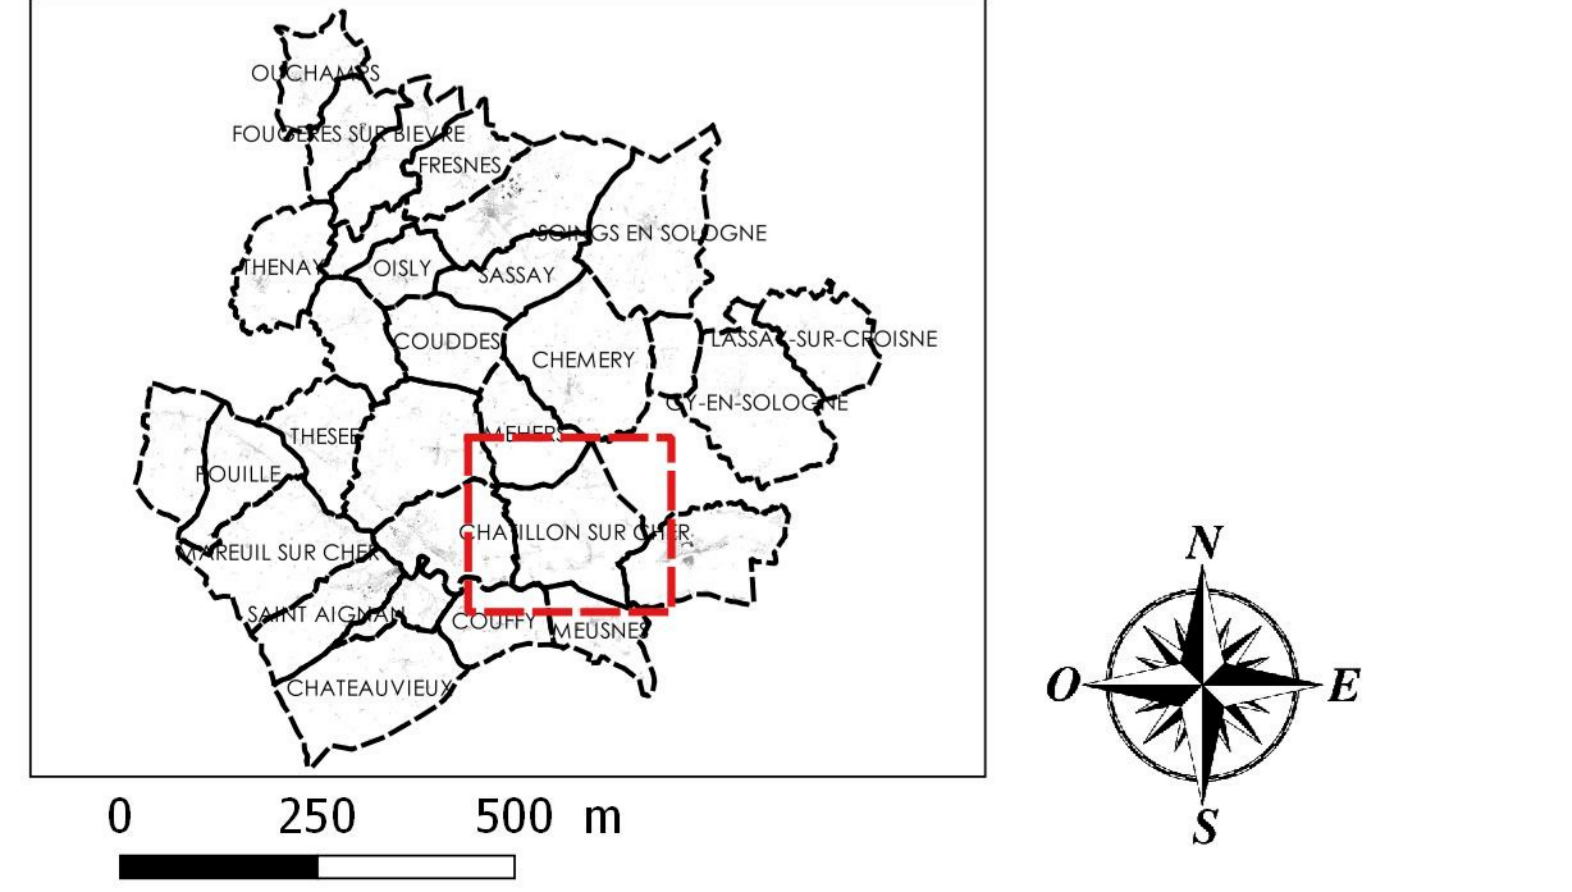 OUCHAMPS
FOUGERES SUR BIEVRE
FRESNES
SOINGS EN SOLOGNE
THENAY
OISLY
SASSAY
COUDDES
CHEMERY
LASSAY-SUR-CROISNE
GY-EN-SOLOGNE
THESEE
MEHERS
POUILLE
CHATILLON SUR CHER
MAREUIL SUR CHER
SAINT AIGNAN
COUFFY
MEUSNES
CHATEAUVIEUX
N
O
E
S
0 250 500 m